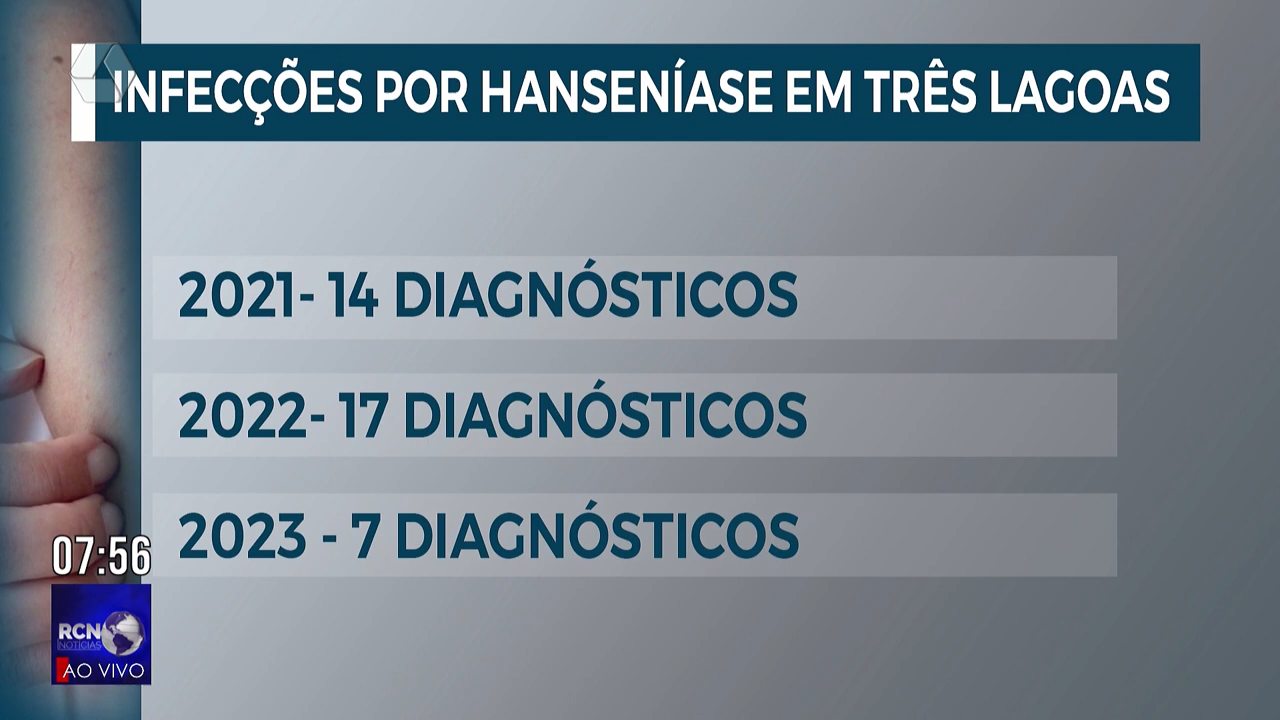 INFECÇÕES POR HANSENÍASE EM TRÊS LAGOAS
2021- 14 DIAGNÓSTICOS
2022- 17 DIAGNÓSTICOS
2023 - 7 DIAGNÓSTICOS
07:56
RCN
NOTÍCIAS
AO VIVO